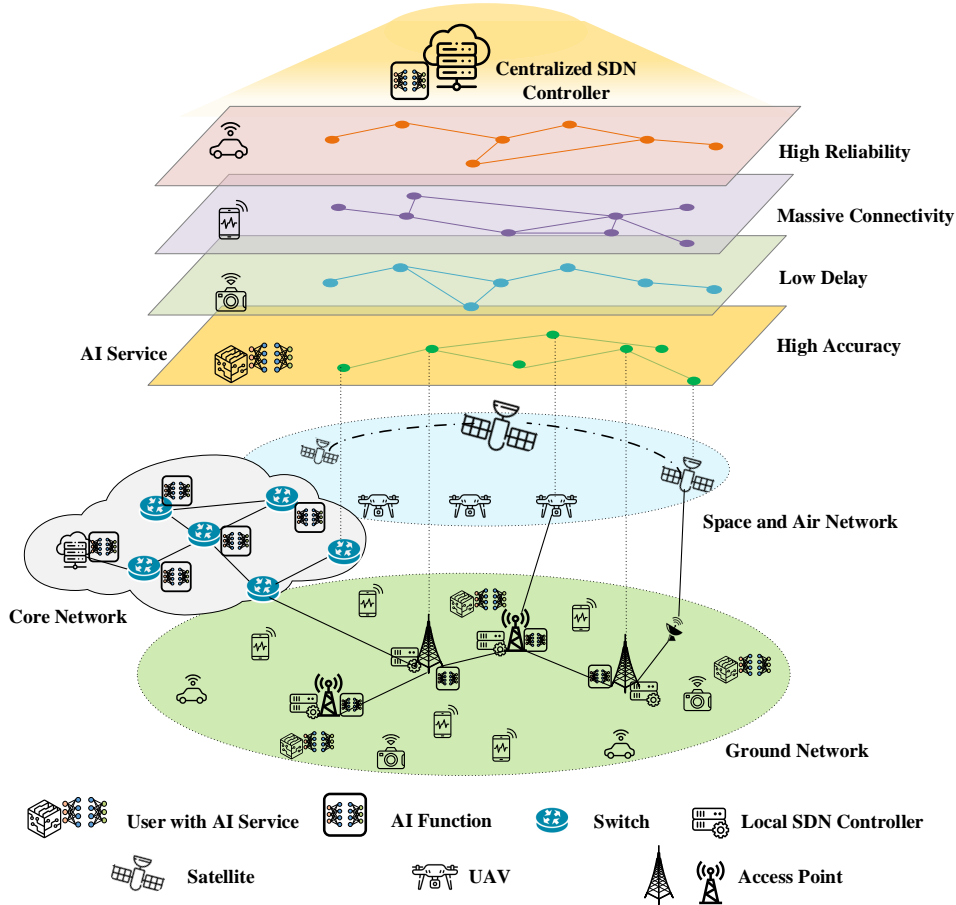 Centralized SDN
Controller
High Reliability
Massive Connectivity
Low Delay
AI Service
High Accuracy
Space and Air Network
Core Network
Ground Network
User with AI Service
AI Function
Switch
Local SDN Controller
Satellite
UAV
Access Point